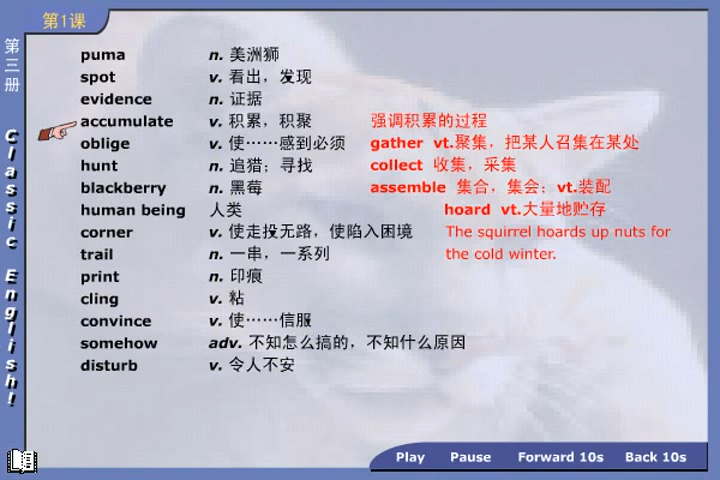 第1课
第三册
Classic English!
puma n. 美洲狮
spot v. 看出，发现
evidence n. 证据
accumulate v. 积累，积聚 强调积累的过程
oblige v. 使……感到必须 gather vt.聚集，把某人召集在某处
hunt n. 追猎；寻找 collect 收集，采集
blackberry n. 黑莓 assemble 集合，集会；vt.装配
human being 人类 hoard vt.大量地贮存
corner v. 使走投无路，使陷入困境 The squirrel hoards up nuts for
trail n. 一串，一系列 the cold winter.
print n. 印痕
cling v. 粘
convince v. 使……信服
somehow adv. 不知怎么搞的，不知什么原因
disturb v. 令人不安
Play Pause Forward 10s Back 10s